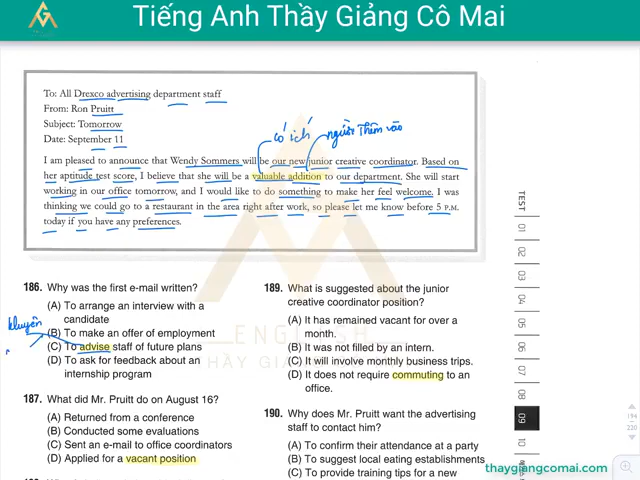 Tiếng Anh Thầy Giảng Cô Mai
To: All Drexco advertising department staff
From: Ron Pruitt
Subject: Tomorrow
Date: September 11
có ích
người thêm vào
I am pleased to announce that Wendy Sommers will be our new junior creative coordinator. Based on
her aptitude test score, I believe that she will be a valuable addition to our department. She will start
working in our office tomorrow, and I would like to do something to make her feel welcome. I was
thinking we could go to a restaurant in the area right after work, so please let me know before 5 P.M.
today if you have any preferences.
186. Why was the first e-mail written?
(A) To arrange an interview with a
candidate
(B) To make an offer of employment
khuyên
(C) To advise staff of future plans
(D) To ask for feedback about an
internship program
187. What did Mr. Pruitt do on August 16?
(A) Returned from a conference
(B) Conducted some evaluations
(C) Sent an e-mail to office coordinators
(D) Applied for a vacant position
189. What is suggested about the junior
creative coordinator position?
(A) It has remained vacant for over a
month.
(B) It was not filled by an intern.
(C) It will involve monthly business trips.
(D) It does not require commuting to an
office.
190. Why does Mr. Pruitt want the advertising
staff to contact him?
(A) To confirm their attendance at a party
(B) To suggest local eating establishments
(C) To provide training tips for a new
TEST
01
02
03
04
05
06
07
08
09
10
194
220
ENGLISH
THẦY GIẢNG
thaygiangcomai.com